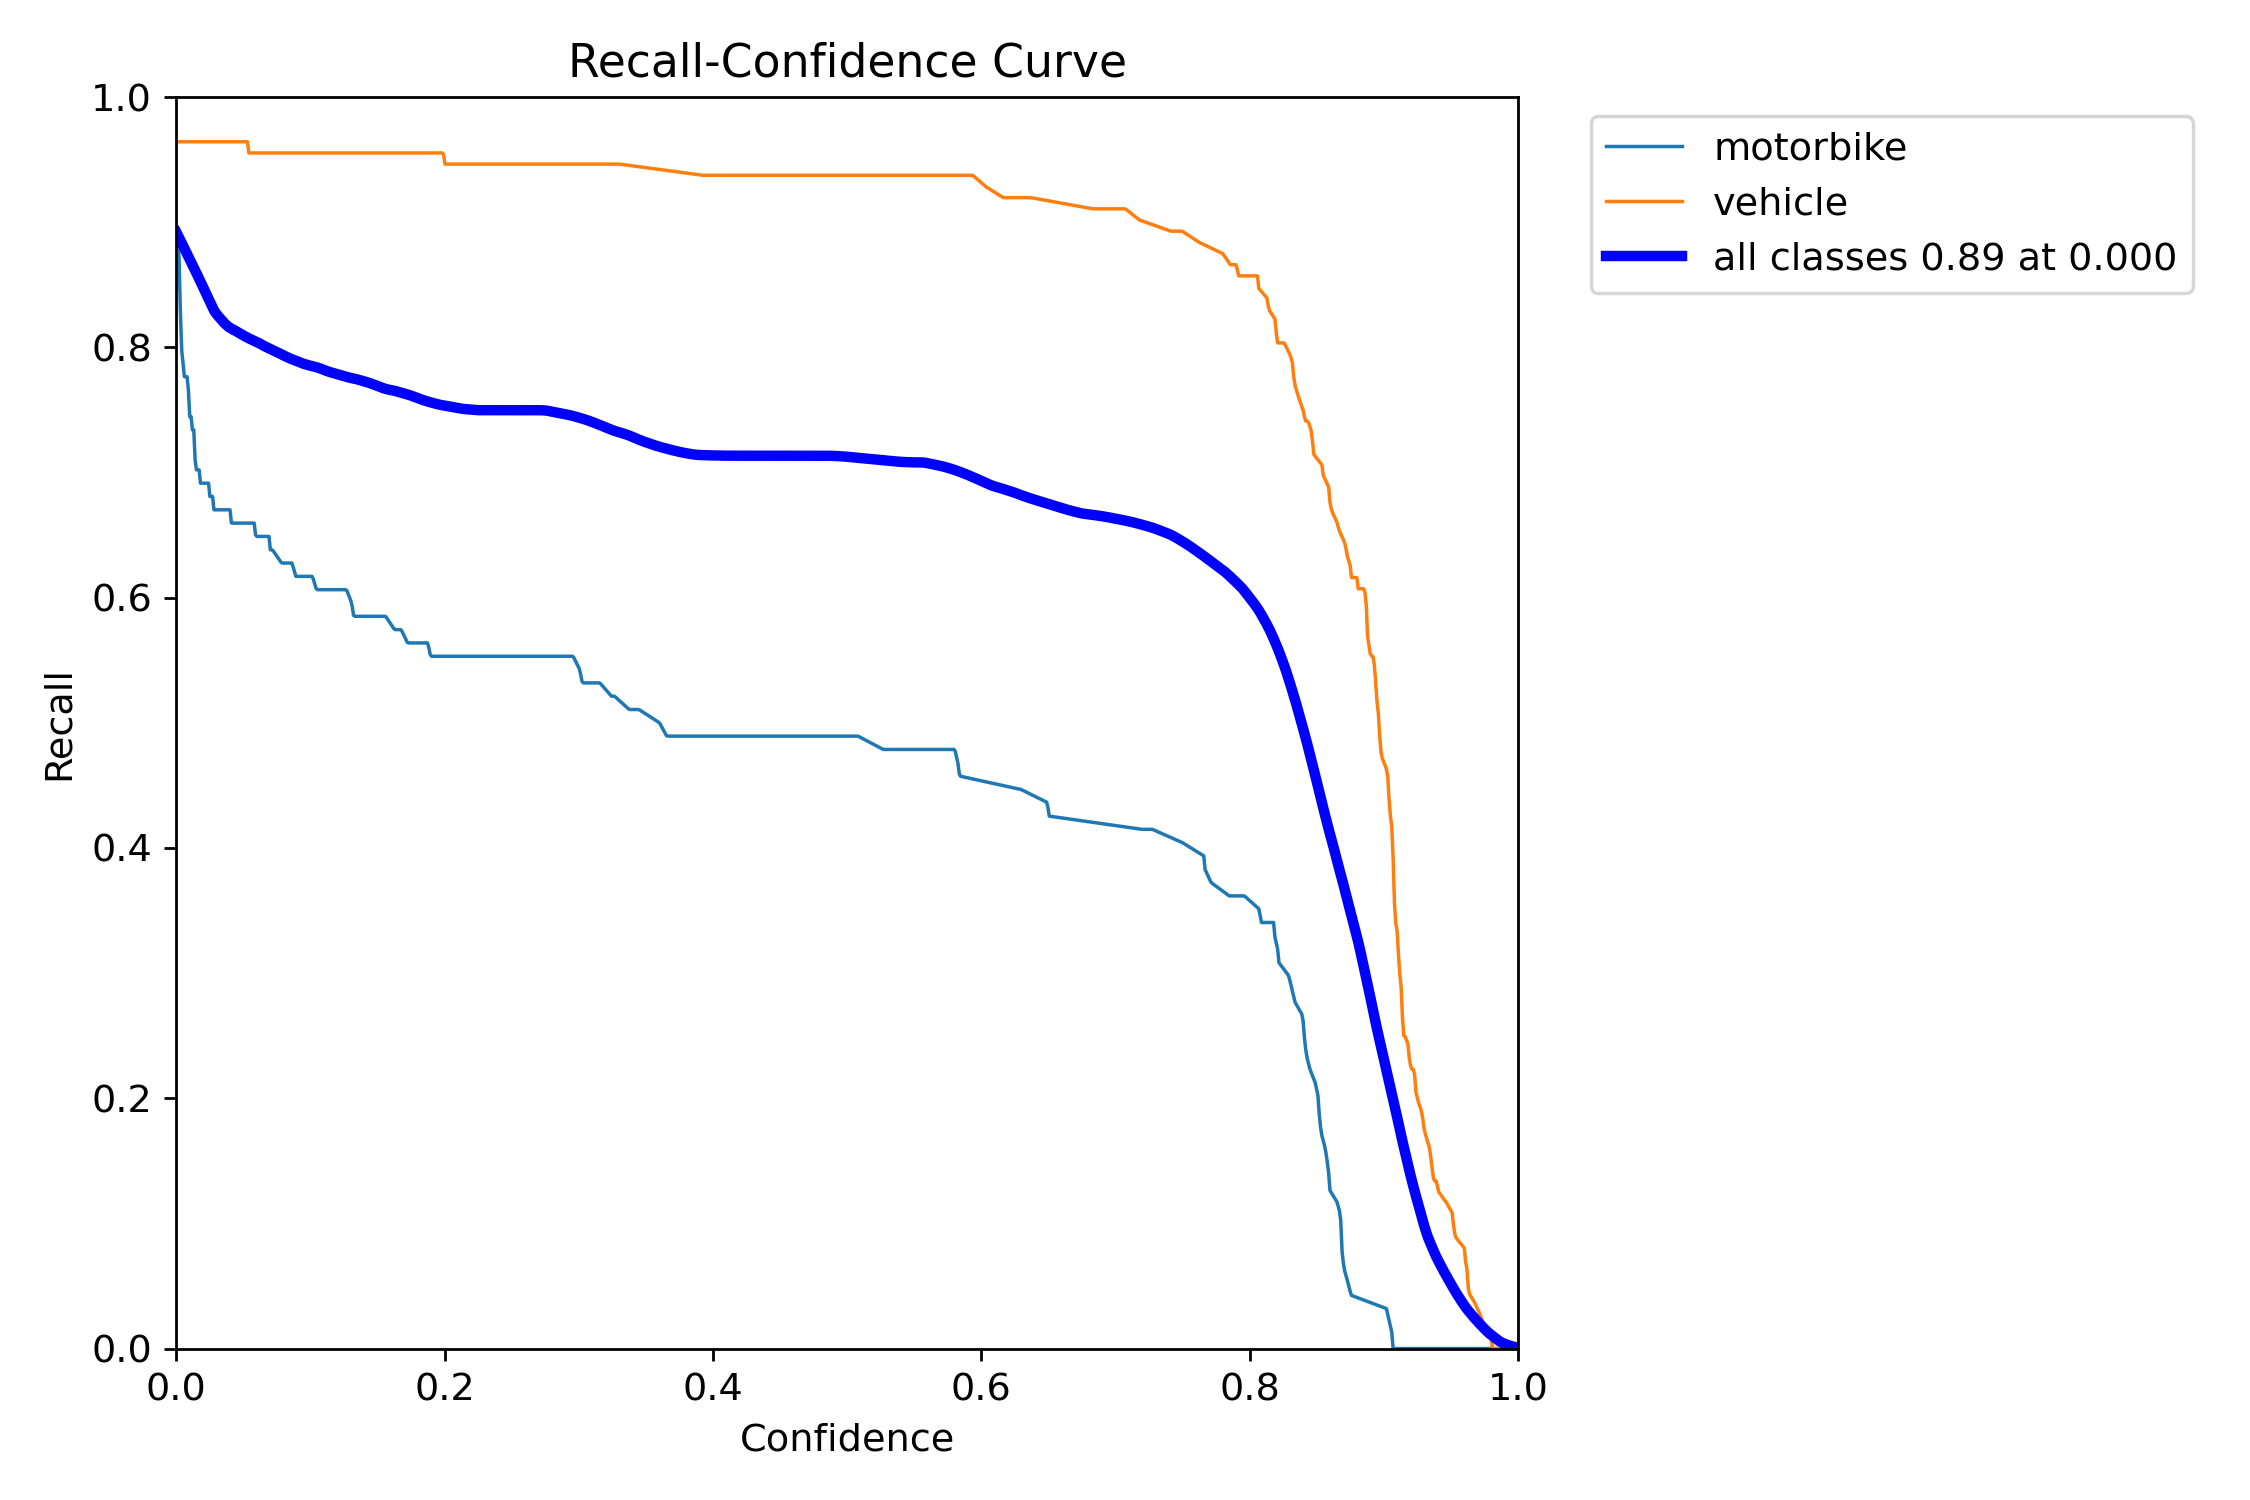 Recall-Confidence Curve
1.0
0.8
0.6
0.4
0.2
0.0
Recall
0.0 0.2 0.4 0.6 0.8 1.0
Confidence
motorbike
vehicle
all classes 0.89 at 0.000